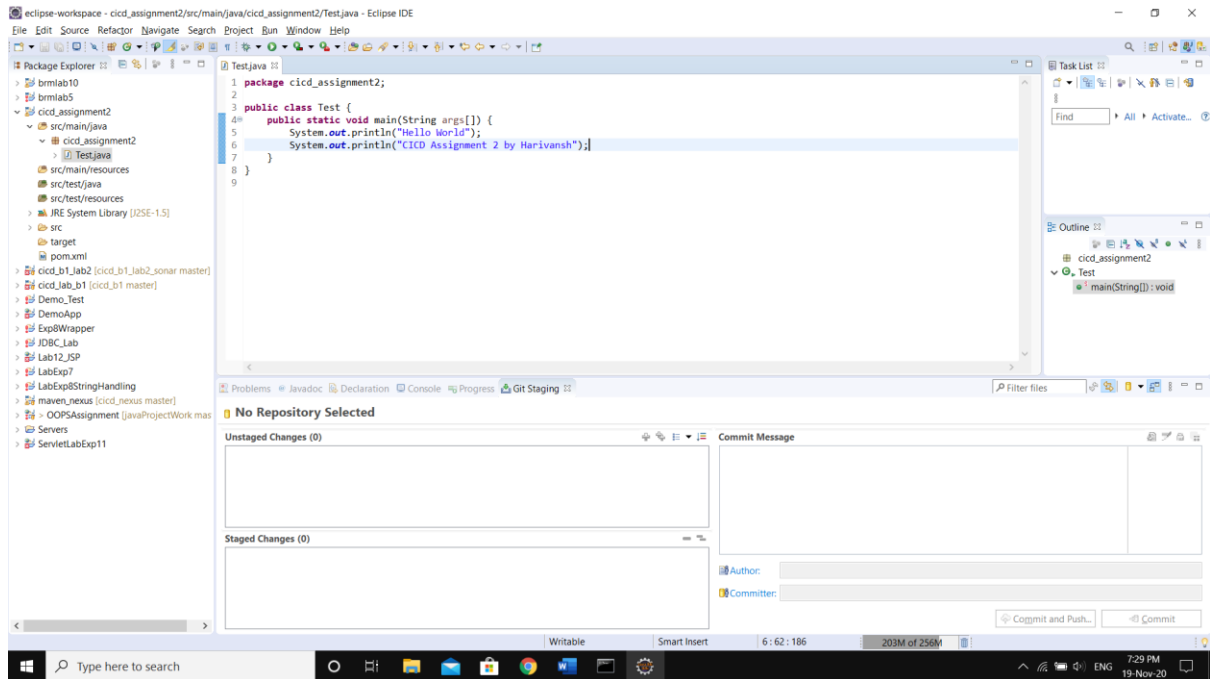 eclipse-workspace - cicd_assignment2/src/main/java/cicd_assignment2/Test.java - Eclipse IDE
File Edit Source Refactor Navigate Search Project Run Window Help
Package Explorer
brmlab10
brmlab5
cicd_assignment2
src/main/java
cicd_assignment2
Test.java
src/main/resources
src/test/java
src/test/resources
JRE System Library [J2SE-1.5]
src
target
pom.xml
cicd_b1_lab2 [cicd_b1_lab2_sonar master]
cicd_lab_b1 [cicd_b1 master]
Demo_Test
DemoApp
Exp8Wrapper
JDBC_Lab
Lab12_JSP
LabExp7
LabExp8StringHandling
maven_nexus [cicd_nexus master]
> OOPSAssignment [javaProjectWork mas
Servers
ServletLabExp11
Test.java
1 package cicd_assignment2;
2
3 public class Test {
4 public static void main(String args[]) {
5 System.out.println("Hello World");
6 System.out.println("CICD Assignment 2 by Harivansh");
7 }
8 }
9
Task List
Find All Activate...
Outline
cicd_assignment2
Test
main(String[]) : void
Problems Javadoc Declaration Console Progress Git Staging
Filter files
No Repository Selected
Unstaged Changes (0)
Staged Changes (0)
Commit Message
Author:
Committer:
Commit and Push... Commit
Writable Smart Insert 6 : 62 : 186 203M of 256M
Type here to search
ENG
7:29 PM
19-Nov-20